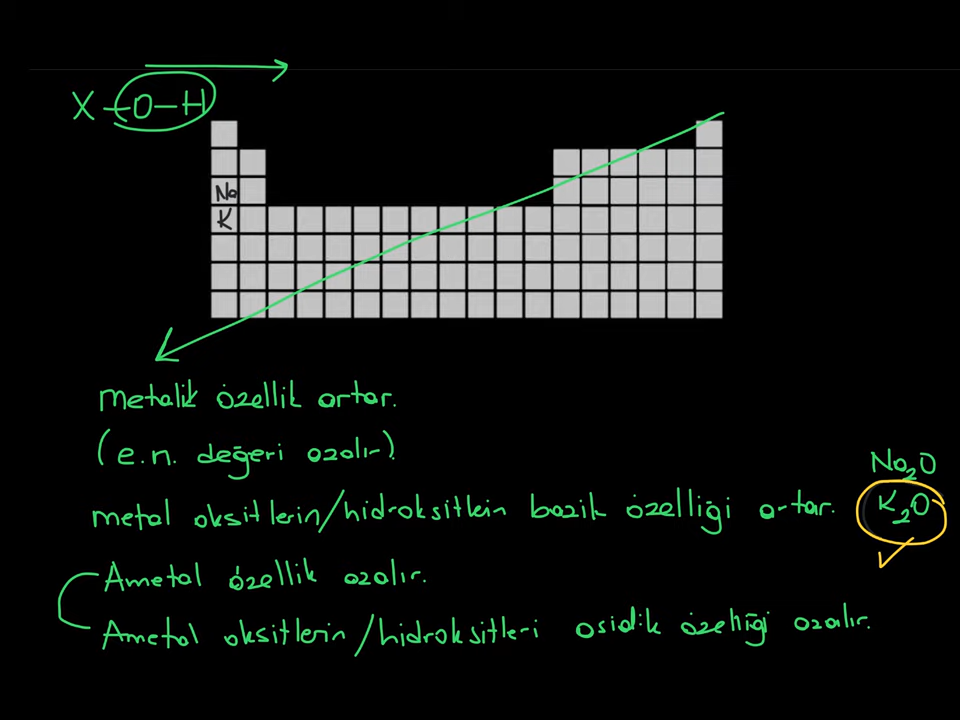 X-O-H
Na
K
metalik özellik artar.
(e.n. değeri azalır).
Na₂O
metal oksitlerin/hidroksitlein bazik özelliği artar.
K₂O
Ametal özellik azalır.
Ametal oksitlerin/hidroksitleri asidik özelliği azalır.